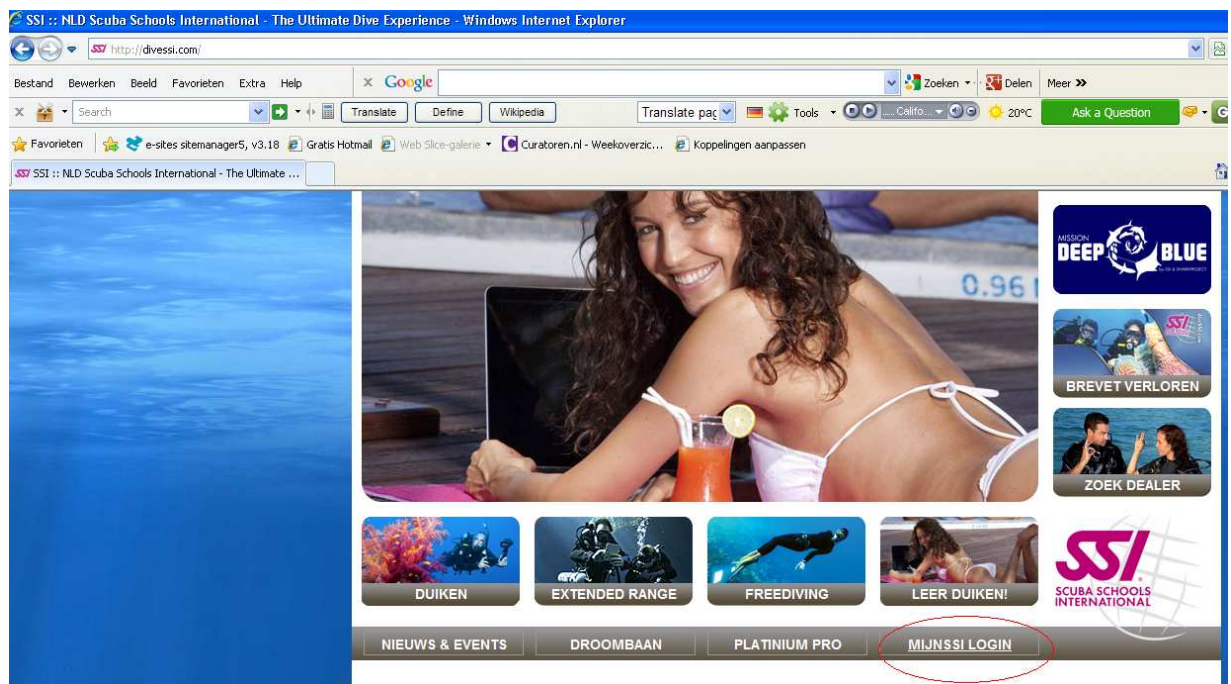 SSI :: NLD Scuba Schools International - The Ultimate Dive Experience - Windows Internet Explorer
SSI http://divessi.com/
Bestand Bewerken Beeld Favorieten Extra Help x Google Zoeken Delen Meer »
x Search Translate Define Wikipedia Translate pag Tools ..... Califo... 20°C Ask a Question G
Favorieten e-sites sitemanager5, v3.18 Gratis Hotmail Web Slice-galerie Curatoren.nl - Weekoverzic... Koppelingen aanpassen
SSI SSI :: NLD Scuba Schools International - The Ultimate ...
0.96
MISSION
DEEP BLUE
SSI
BREVET VERLOREN
ZOEK DEALER
DUIKEN EXTENDED RANGE FREEDIVING LEER DUIKEN!
SSI
SCUBA SCHOOLS
INTERNATIONAL
NIEUWS & EVENTS DROOMBAAN PLATINIUM PRO MIJNSSI LOGIN